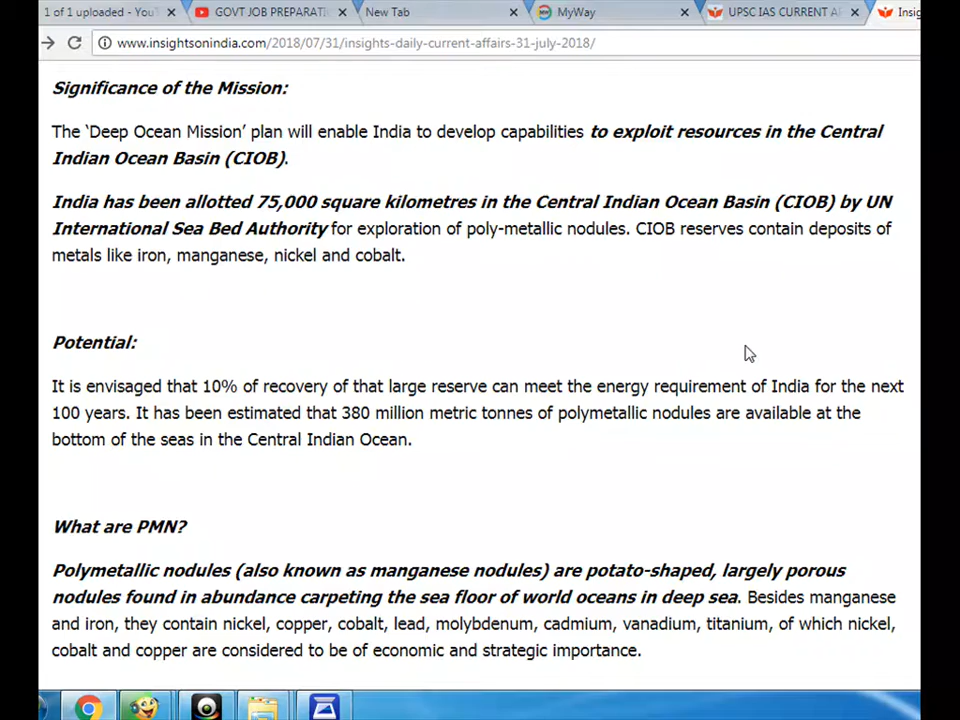 1 of 1 uploaded - You
GOVT JOB PREPARATI
New Tab
MyWay
UPSC IAS CURRENT AF
Insig
www.insightsonindia.com/2018/07/31/insights-daily-current-affairs-31-july-2018/
Significance of the Mission:
The ‘Deep Ocean Mission’ plan will enable India to develop capabilities to exploit resources in the Central
Indian Ocean Basin (CIOB).
India has been allotted 75,000 square kilometres in the Central Indian Ocean Basin (CIOB) by UN
International Sea Bed Authority for exploration of poly-metallic nodules. CIOB reserves contain deposits of
metals like iron, manganese, nickel and cobalt.
Potential:
It is envisaged that 10% of recovery of that large reserve can meet the energy requirement of India for the next
100 years. It has been estimated that 380 million metric tonnes of polymetallic nodules are available at the
bottom of the seas in the Central Indian Ocean.
What are PMN?
Polymetallic nodules (also known as manganese nodules) are potato-shaped, largely porous
nodules found in abundance carpeting the sea floor of world oceans in deep sea. Besides manganese
and iron, they contain nickel, copper, cobalt, lead, molybdenum, cadmium, vanadium, titanium, of which nickel,
cobalt and copper are considered to be of economic and strategic importance.